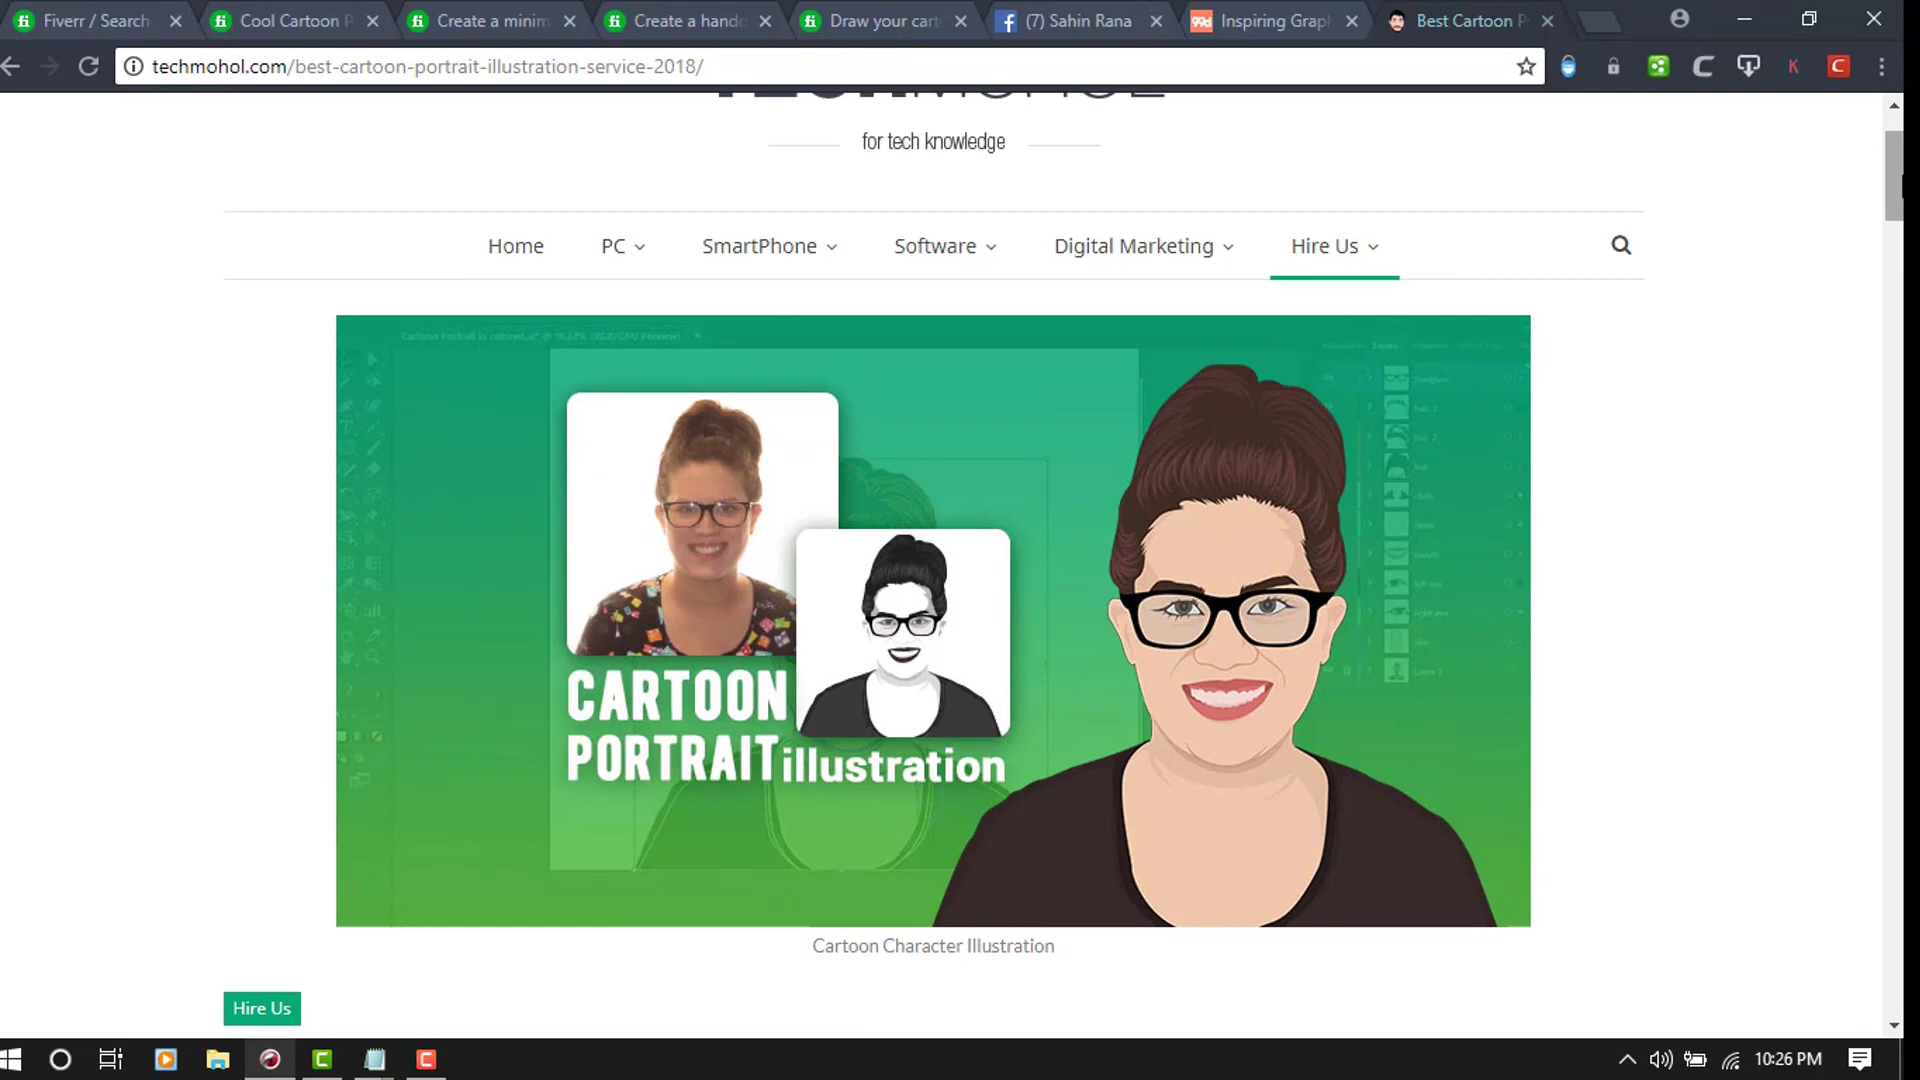 Fiverr / Search
Cool Cartoon P
Create a minim
Create a hando
Draw your cart
(7) Sahin Rana
Inspiring Grap
Best Cartoon P
techmohol.com/best-cartoon-portrait-illustration-service-2018/
for tech knowledge
Home
PC
SmartPhone
Software
Digital Marketing
Hire Us
CARTOON
PORTRAIT illustration
Cartoon Character Illustration
Hire Us
10:26 PM